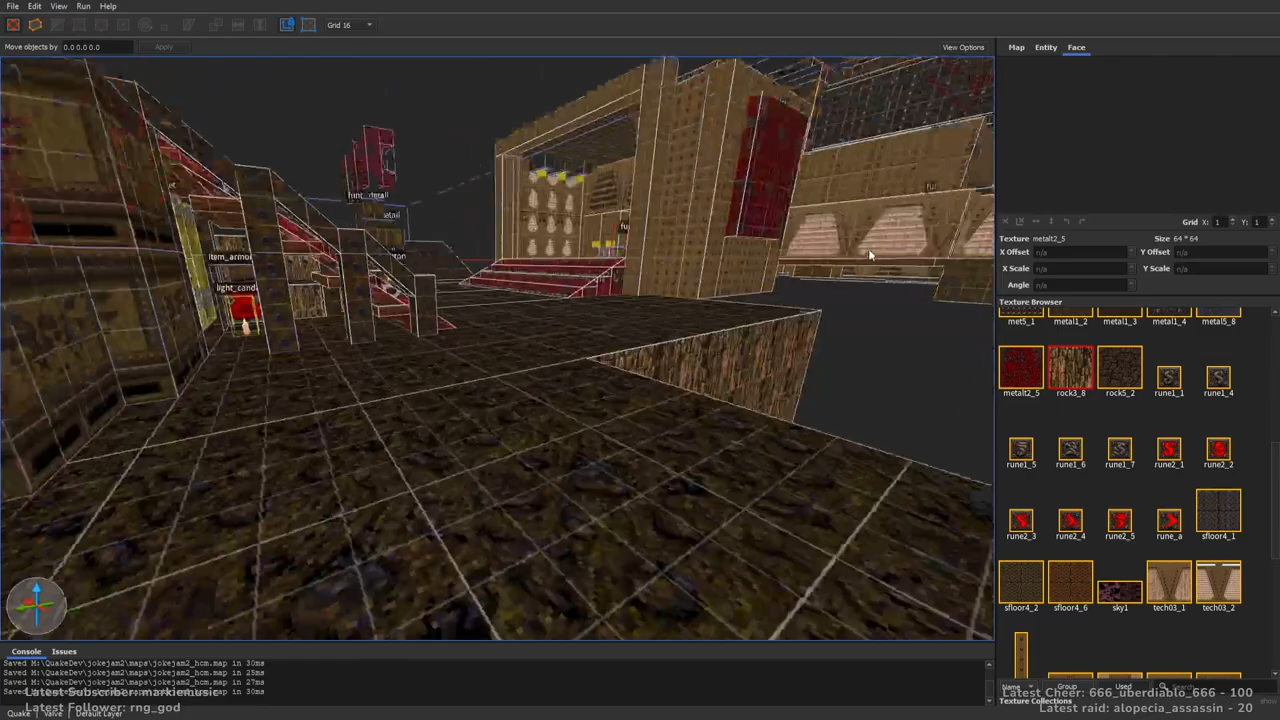 File Edit View Run Help
Grid 16
Move objects by 0.0 0.0 0.0 Apply View Options
Map Entity Face
Grid X: 1 Y: 1
Texture metalt2_5 Size 64 * 64
X Offset n/a Y Offset n/a
X Scale n/a Y Scale n/a
Angle n/a
Texture Browser
met5_1 metal1_2 metal1_3 metal1_4 metal5_8
metalt2_5 rock3_8 rock5_2 rune1_1 rune1_4
rune1_5 rune1_6 rune1_7 rune2_1 rune2_2
rune2_3 rune2_4 rune2_5 rune_a sfloor4_1
sfloor4_2 sfloor4_6 sky1 tech03_1 tech03_2
func_detail
item_armor
light_cand
Console Issues
Saved M:\QuakeDev\jokejam2\maps\jokejam2_hcm.map in 30ms
Saved M:\QuakeDev\jokejam2\maps\jokejam2_hcm.map in 25ms
Saved M:\QuakeDev\jokejam2\maps\jokejam2_hcm.map in 27ms
Saved M:\QuakeDev\jokejam2\maps\jokejam2_hcm.map in 30ms
Latest Subscriber: markiemusic
Latest Follower: rng_god
Quake Valve Default Layer
Name Group Used Search
Latest Cheer: 666_uberdiablo_666 - 100
Texture Collections
Latest raid: alopecia_assassin - 20